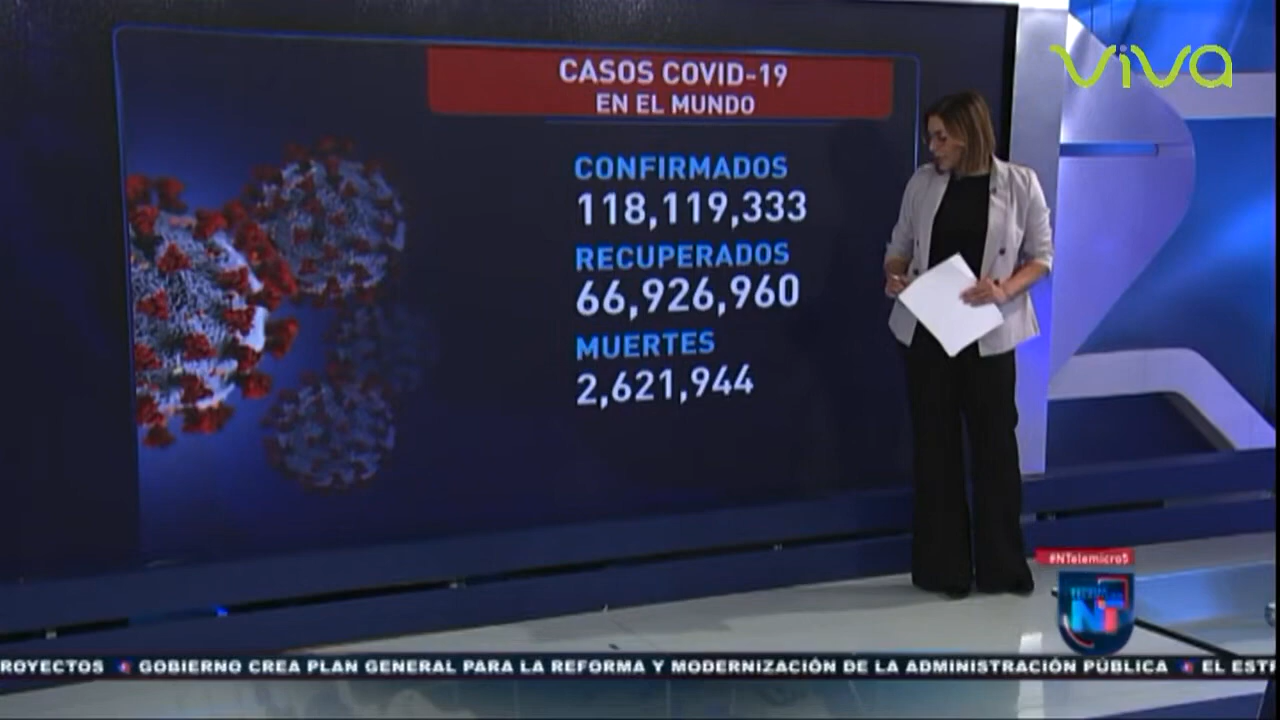 viva
CASOS COVID-19
EN EL MUNDO
CONFIRMADOS
118,119,333
RECUPERADOS
66,926,960
MUERTES
2,621,944
#NTelemicro5
NT
ROYECTOS GOBIERNO CREA PLAN GENERAL PARA LA REFORMA Y MODERNIZACIÓN DE LA ADMINISTRACIÓN PÚBLICA EL ESTR